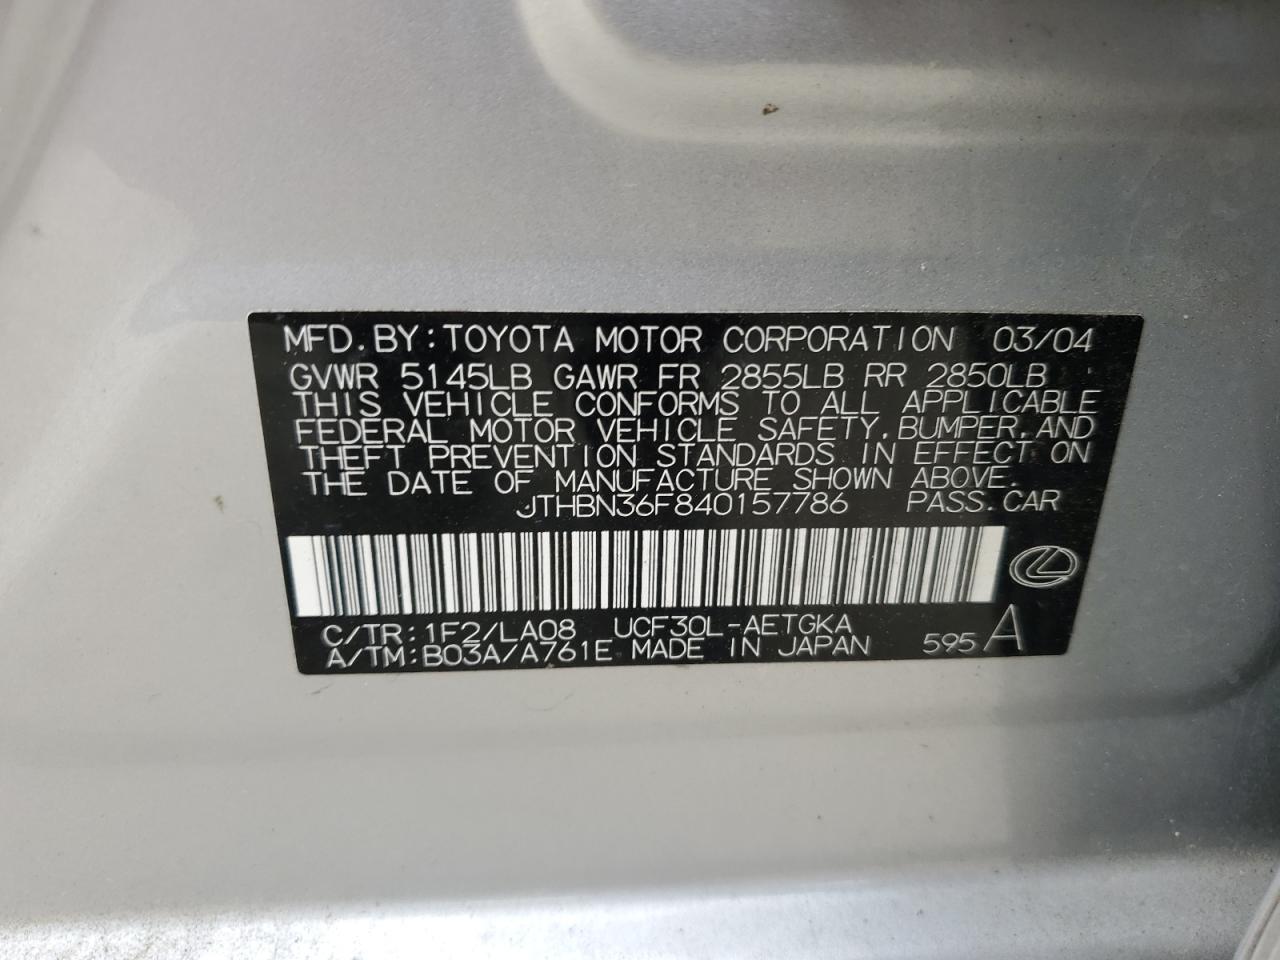 MFD. BY: TOYOTA MOTOR CORPORATION 03/04
GVWR 5145LB GAWR FR 2855LB RR 2850LB
THIS VEHICLE CONFORMS TO ALL APPLICABLE
FEDERAL MOTOR VEHICLE SAFETY, BUMPER, AND
THEFT PREVENTION STANDARDS IN EFFECT ON
THE DATE OF MANUFACTURE SHOWN ABOVE.
JTHBN36F840157786 PASS. CAR
C/TR: 1F2/LA08 UCF30L-AETGKA
A/TM: B03A/A761E MADE IN JAPAN 595 A